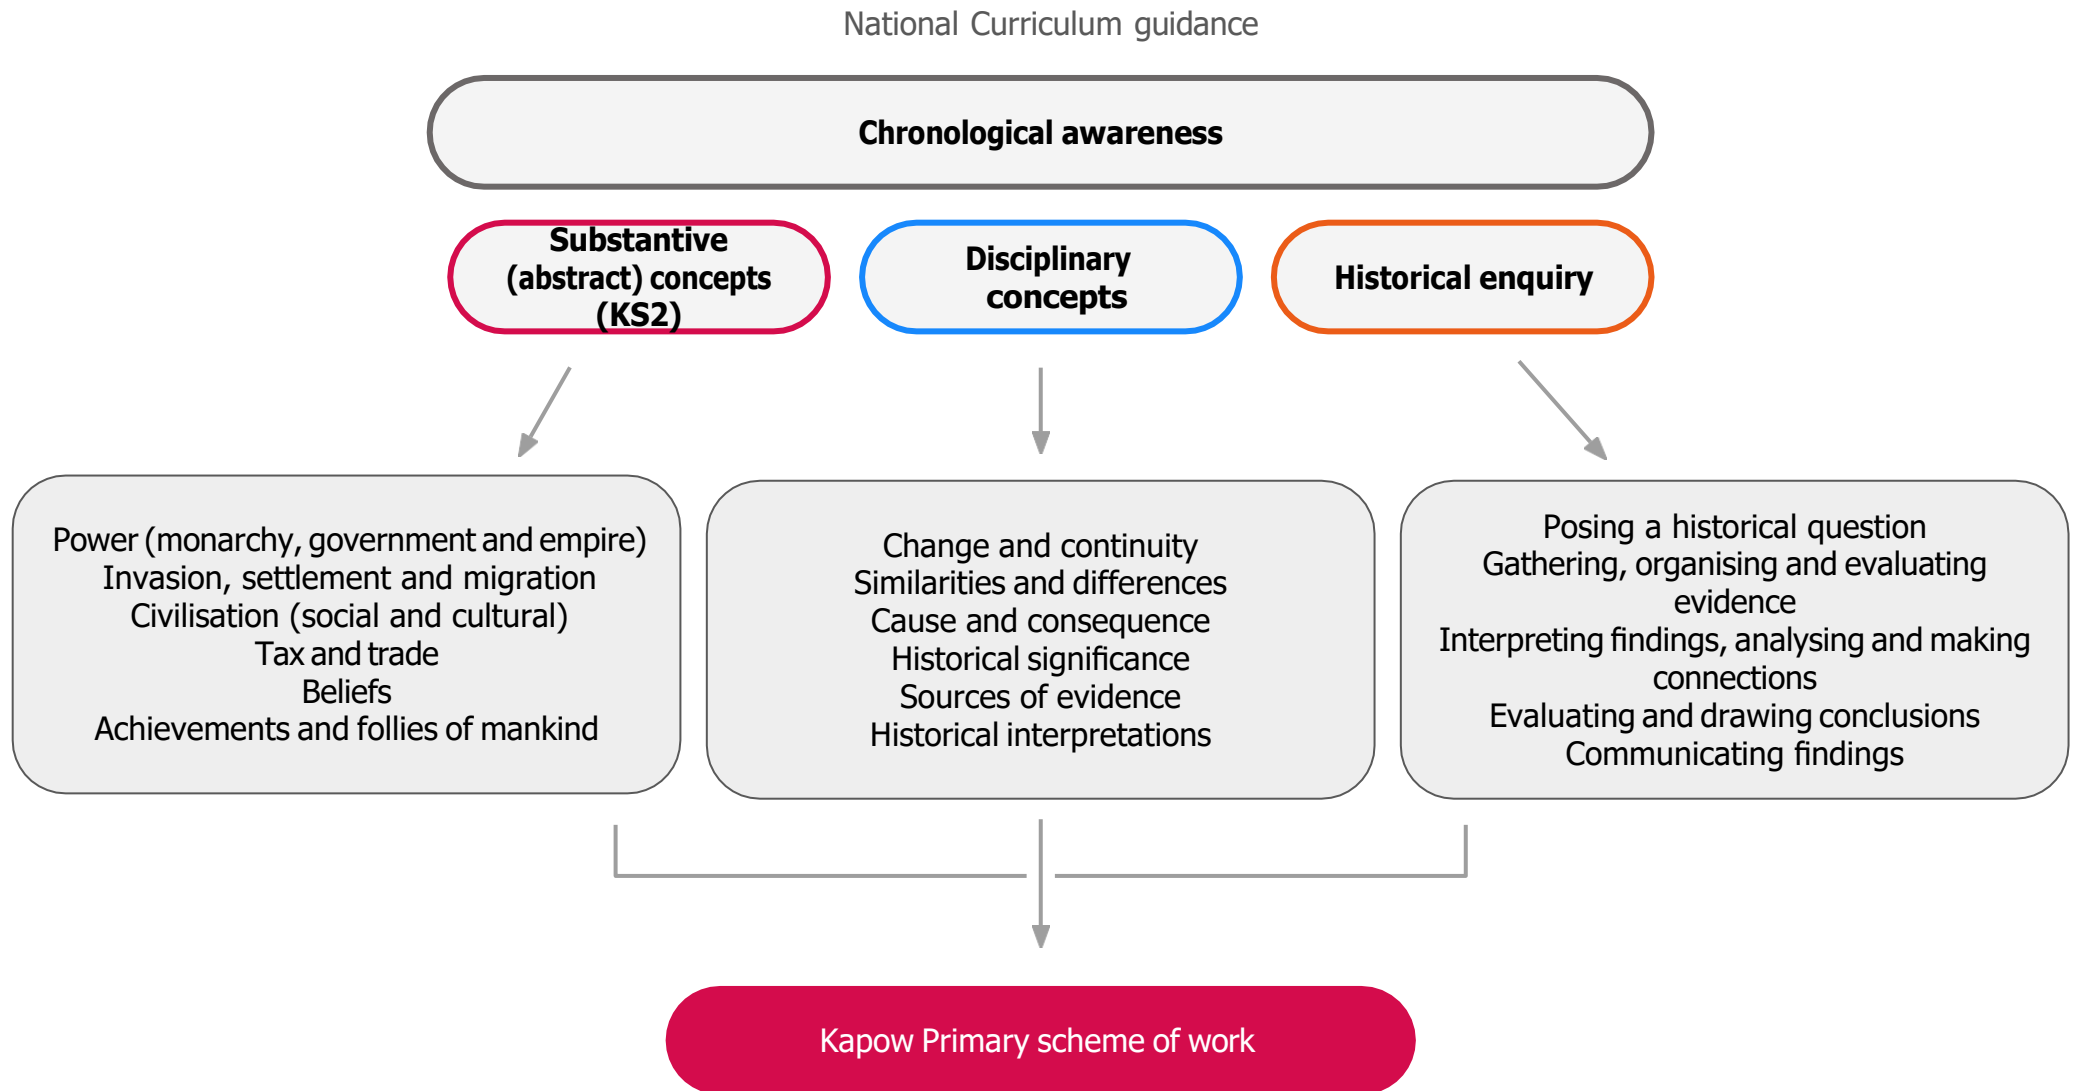 National Curriculum guidance
Chronological awareness
Substantive
(abstract) concepts
(KS2)
Disciplinary
concepts
Historical enquiry
Power (monarchy, government and empire)
Invasion, settlement and migration
Civilisation (social and cultural)
Tax and trade
Beliefs
Achievements and follies of mankind
Change and continuity
Similarities and differences
Cause and consequence
Historical significance
Sources of evidence
Historical interpretations
Posing a historical question
Gathering, organising and evaluating
evidence
Interpreting findings, analysing and making
connections
Evaluating and drawing conclusions
Communicating findings
Kapow Primary scheme of work